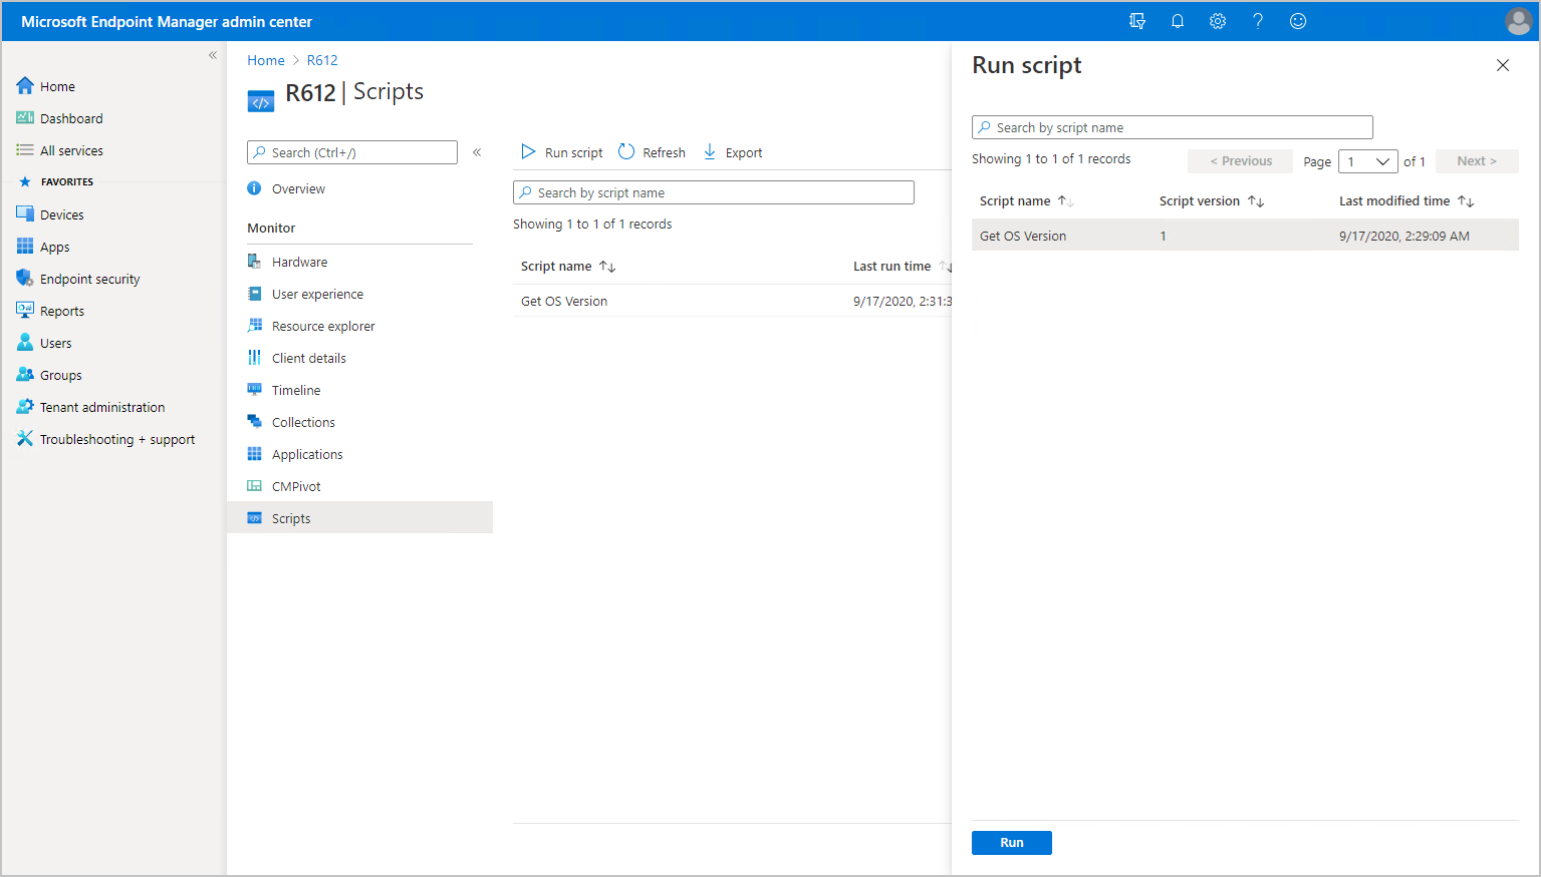 Microsoft Endpoint Manager admin center
«
Home
Dashboard
All services
FAVORITES
Devices
Apps
Endpoint security
Reports
Users
Groups
Tenant administration
Troubleshooting + support
Home > R612
R612 | Scripts
Search (Ctrl+/)
«
Overview
Monitor
Hardware
User experience
Resource explorer
Client details
Timeline
Collections
Applications
CMPivot
Scripts
Run script Refresh Export
Search by script name
Showing 1 to 1 of 1 records
Script name ↑↓ Last run time ↑↓
Get OS Version 9/17/2020, 2:31:3
Run script
Search by script name
Showing 1 to 1 of 1 records < Previous Page 1 of 1 Next >
Script name ↑↓ Script version ↑↓ Last modified time ↑↓
Get OS Version 1 9/17/2020, 2:29:09 AM
Run